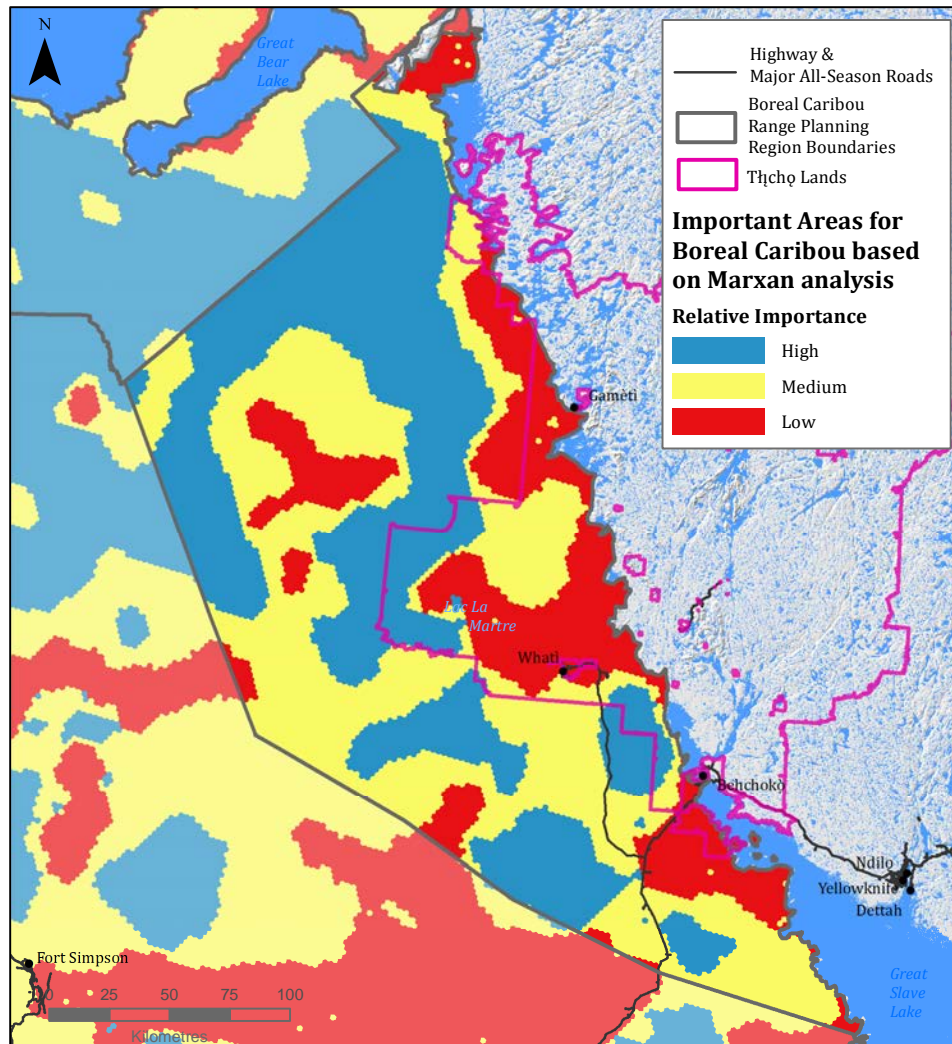 N
Great
Bear
Lake
Highway &
Major All-Season Roads
Boreal Caribou
Range Planning
Region Boundaries
Tłı̨chǫ Lands
Important Areas for
Boreal Caribou based
on Marxan analysis
Relative Importance
High
Medium
Low
Gamètì
Lac La
Martre
Whatì
Behchokǫ̀
Ndilo
Yellowknife
Dettah
Fort Simpson
Great
Slave
Lake
0 25 50 75 100
Kilometres